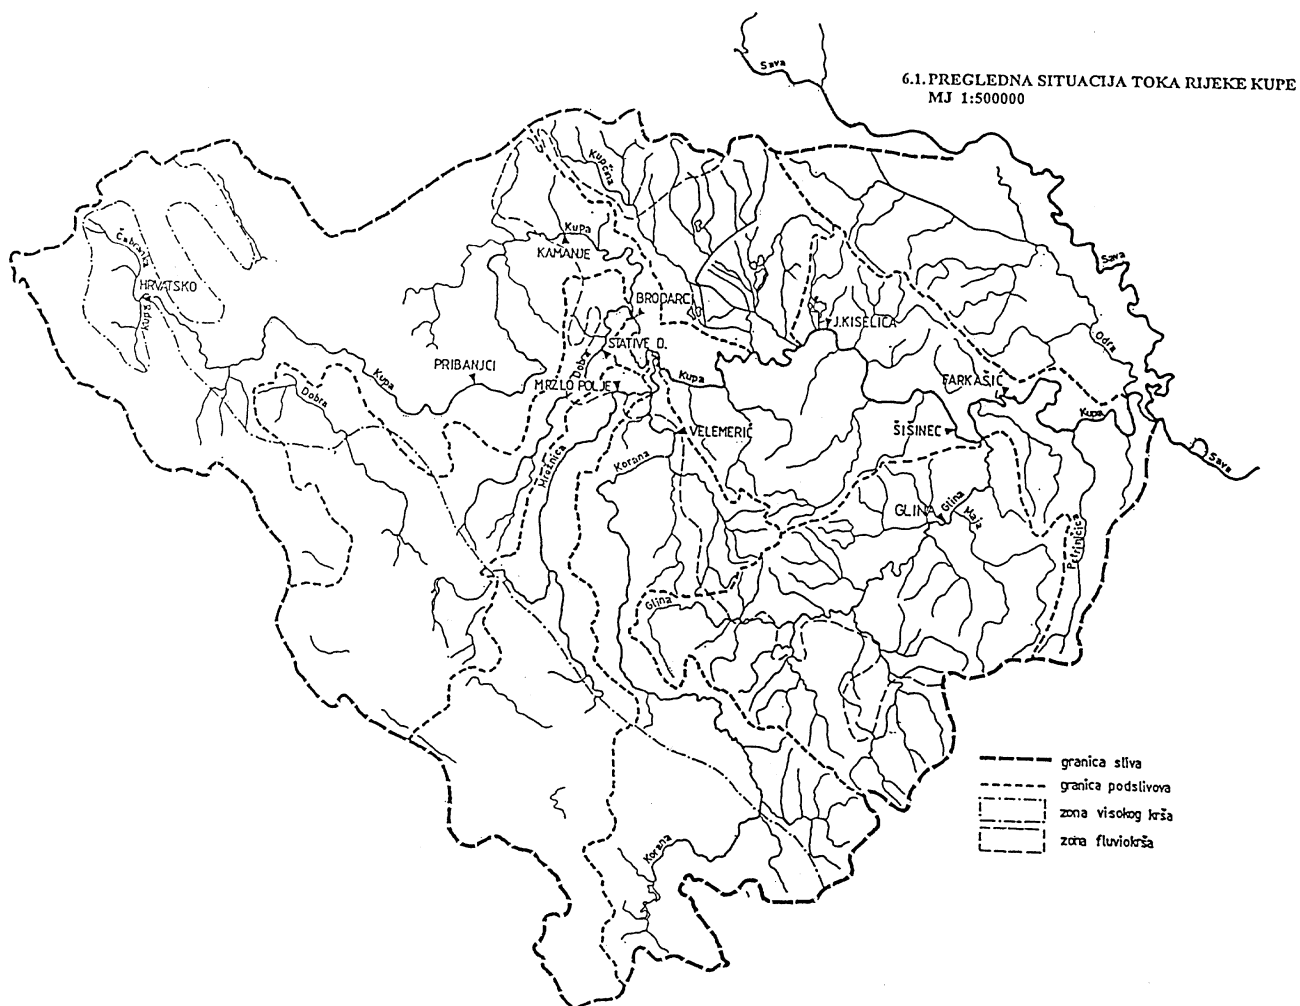 6.1. PREGLEDNA SITUACIJA TOKA RIJEKE KUPE
MJ 1:500000
Sava
Kupčina
Kupa
KAMANJE
Čabranka
HRVATSKO
Kupa
Sava
BRODARCI
J.KISELICA
STATIVE D.
Odra
PRIBANJCI
Kupa
Dobra
Dobra
MRZLO POLJE
Kupa
FARKAŠIĆ
Kupa
VELEMERIĆ
ŠIŠINEC
Sava
Mrežnica
Korana
GLINA
Glina
Maja
Petrinjčica
Glina
Korana
granica sliva
granica podslivova
zona visokog krša
zona fluviokrša